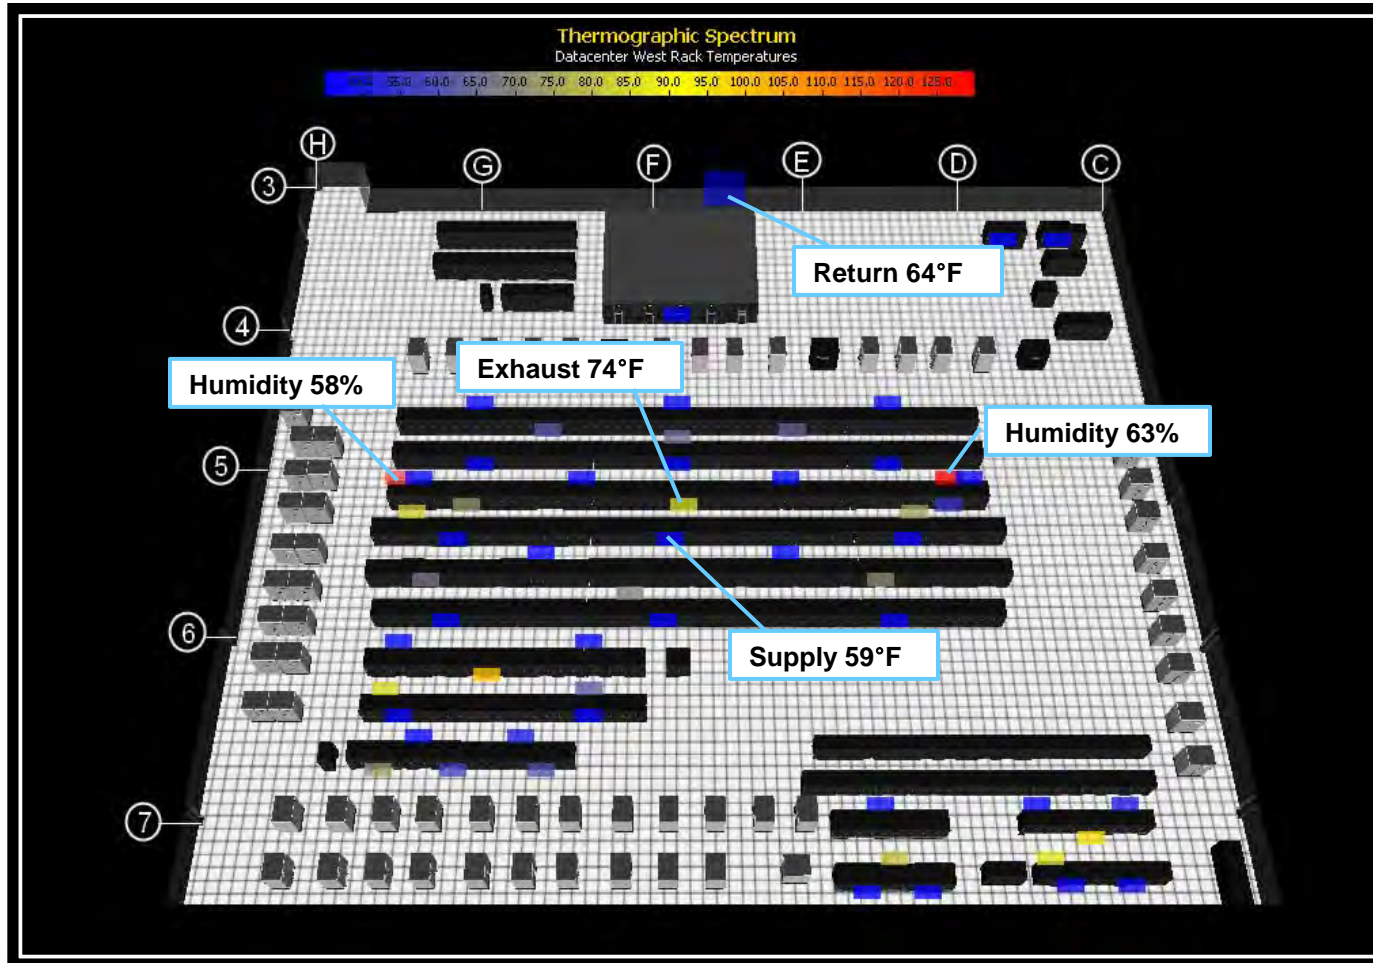 Thermographic Spectrum
Datacenter West Rack Temperatures
55.0 60.0 65.0 70.0 75.0 80.0 85.0 90.0 95.0 100.0 105.0 110.0 115.0 120.0 125.0
H
G
F
E
D
C
3
Return 64°F
4
Humidity 58%
Exhaust 74°F
Humidity 63%
5
6
Supply 59°F
7